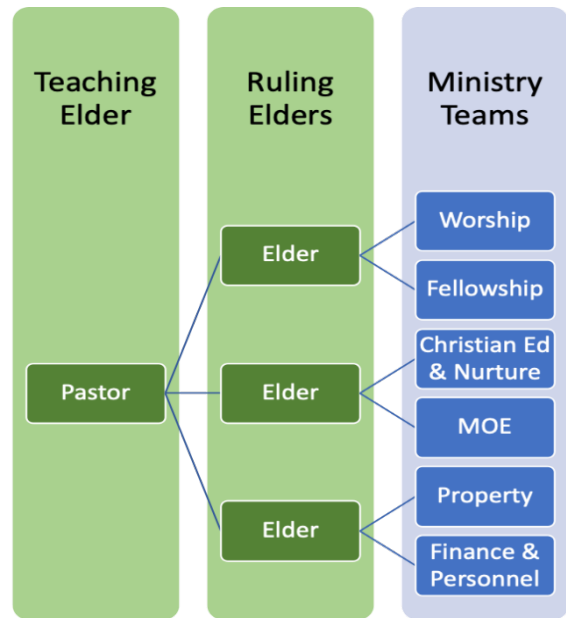 Teaching
Elder
Ruling
Elders
Ministry
Teams
Pastor
Elder
Elder
Elder
Worship
Fellowship
Christian Ed
& Nurture
MOE
Property
Finance &
Personnel